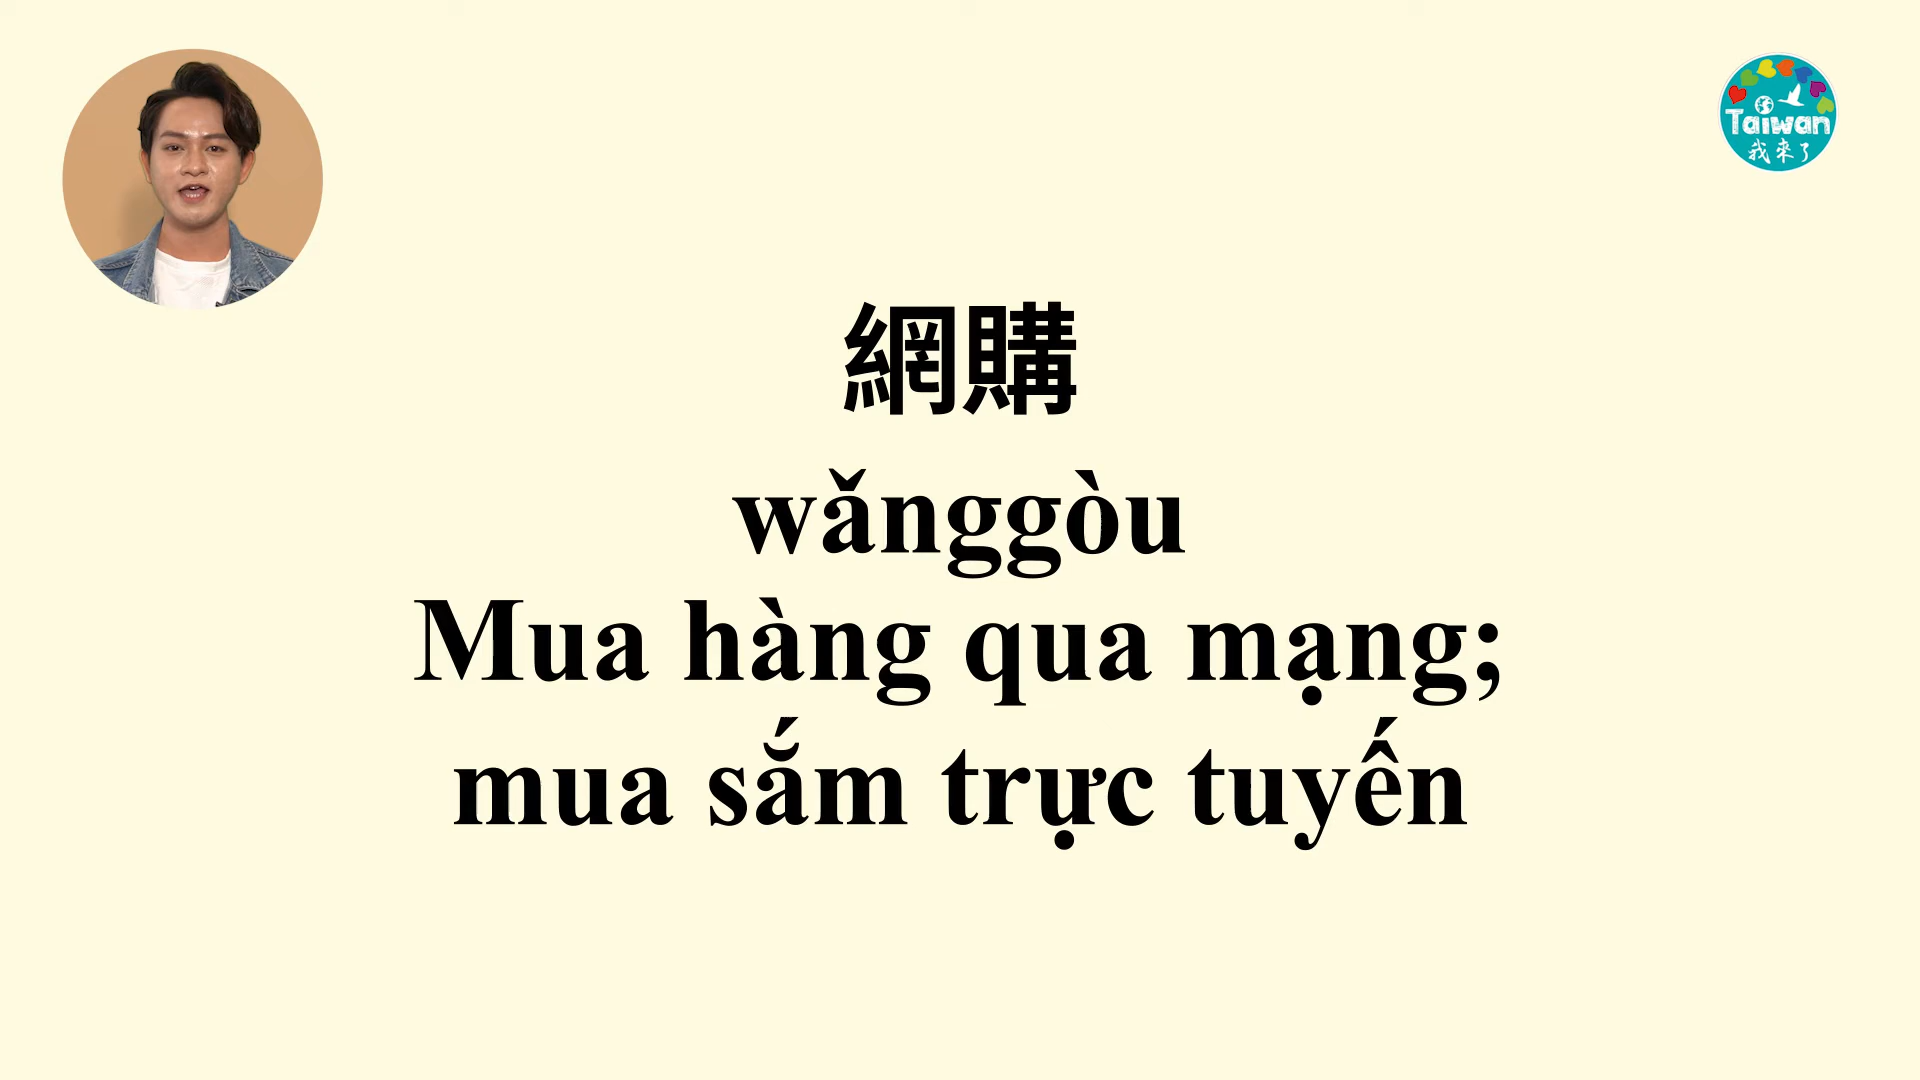 Taiwan
我來了
網購
wǎnggòu
Mua hàng qua mạng;
mua sắm trực tuyến